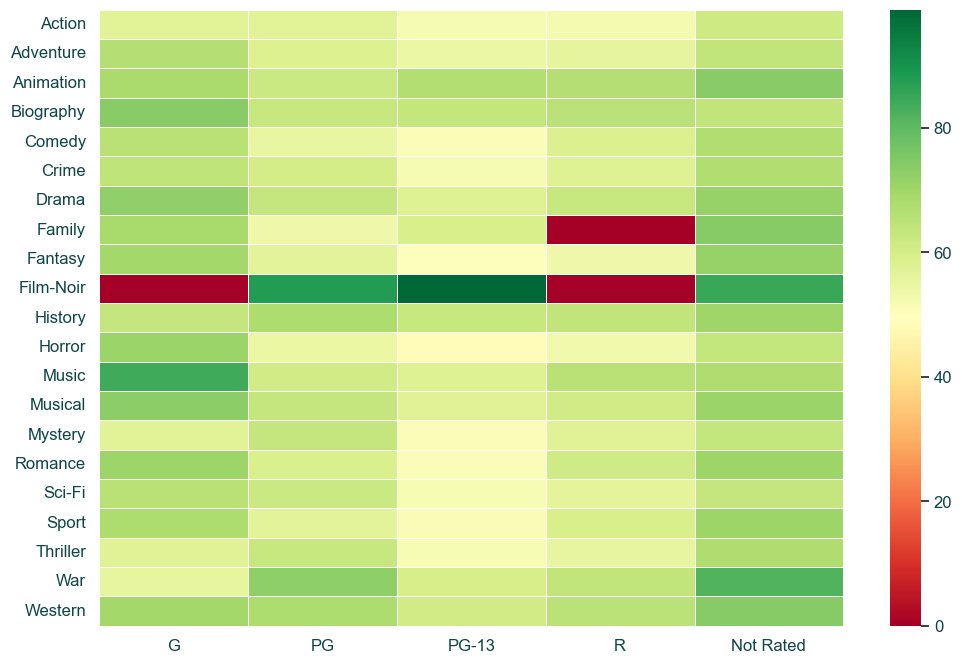 Action
Adventure
Animation
Biography
Comedy
Crime
Drama
Family
Fantasy
Film-Noir
History
Horror
Music
Musical
Mystery
Romance
Sci-Fi
Sport
Thriller
War
Western
G PG PG-13 R Not Rated
80
60
40
20
0